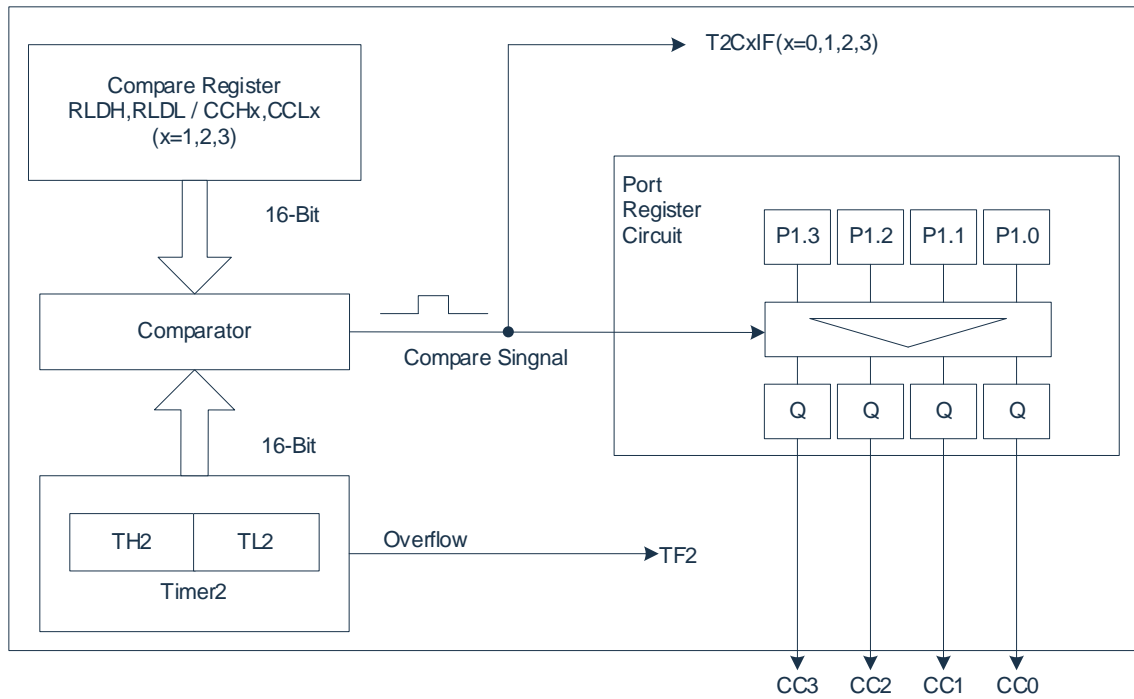 T2CxIF(x=0,1,2,3)
Compare Register
RLDH,RLDL / CCHx,CCLx
(x=1,2,3)
16-Bit
Port
Register
Circuit
P1.3 P1.2 P1.1 P1.0
Comparator
Compare Singnal
Q Q Q Q
16-Bit
TH2 TL2
Timer2
Overflow
TF2
CC3 CC2 CC1 CC0